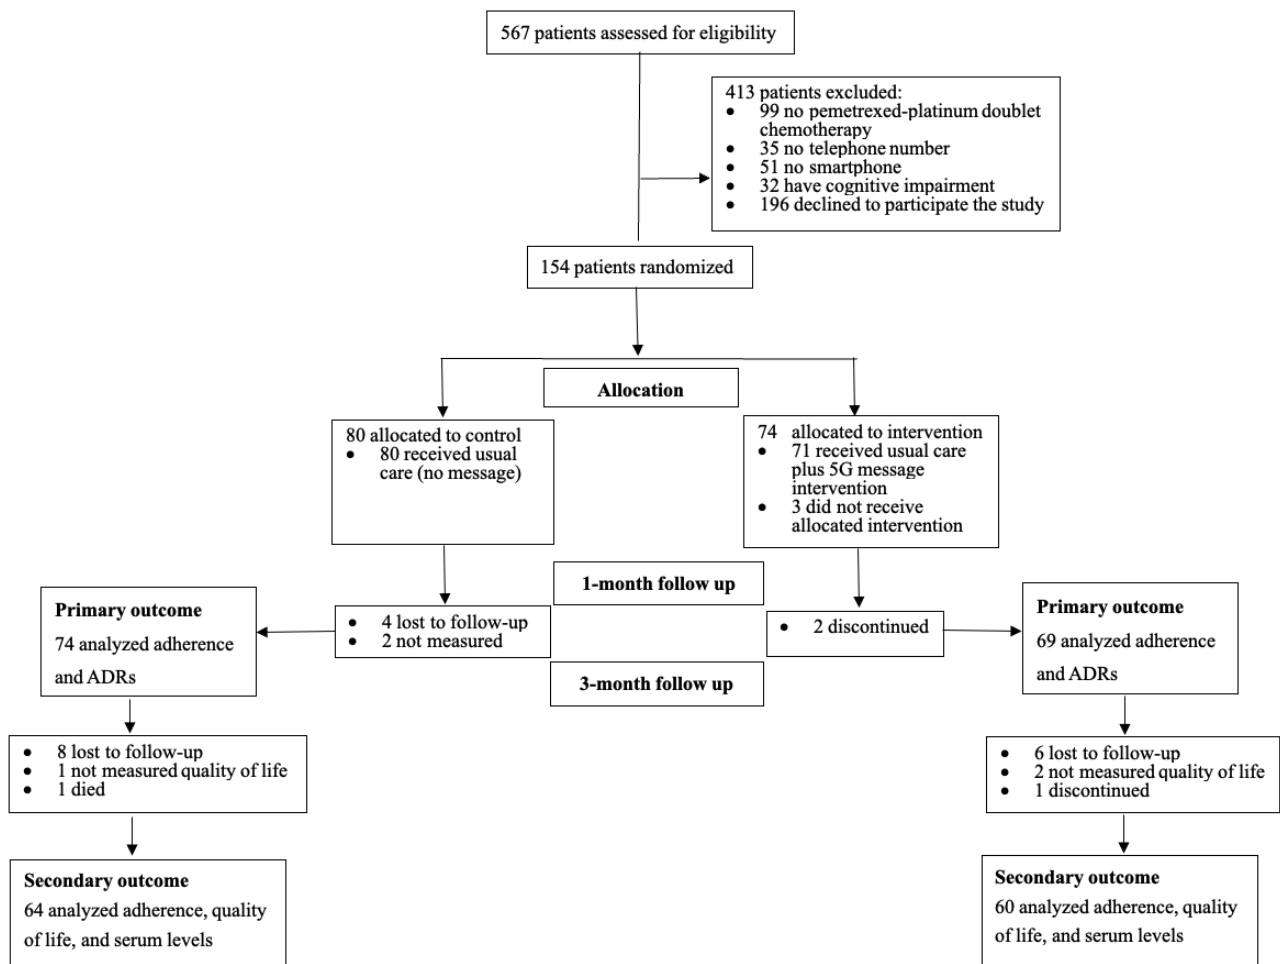 567 patients assessed for eligibility
413 patients excluded:
• 99 no pemetrexed-platinum doublet
chemotherapy
• 35 no telephone number
• 51 no smartphone
• 32 have cognitive impairment
• 196 declined to participate the study
154 patients randomized
Allocation
80 allocated to control
• 80 received usual
care (no message)
74 allocated to intervention
• 71 received usual care
plus 5G message
intervention
• 3 did not receive
allocated intervention
1-month follow up
• 4 lost to follow-up
• 2 not measured
• 2 discontinued
Primary outcome
74 analyzed adherence
and ADRs
Primary outcome
69 analyzed adherence
and ADRs
3-month follow up
• 8 lost to follow-up
• 1 not measured quality of life
• 1 died
• 6 lost to follow-up
• 2 not measured quality of life
• 1 discontinued
Secondary outcome
64 analyzed adherence, quality
of life, and serum levels
Secondary outcome
60 analyzed adherence, quality
of life, and serum levels